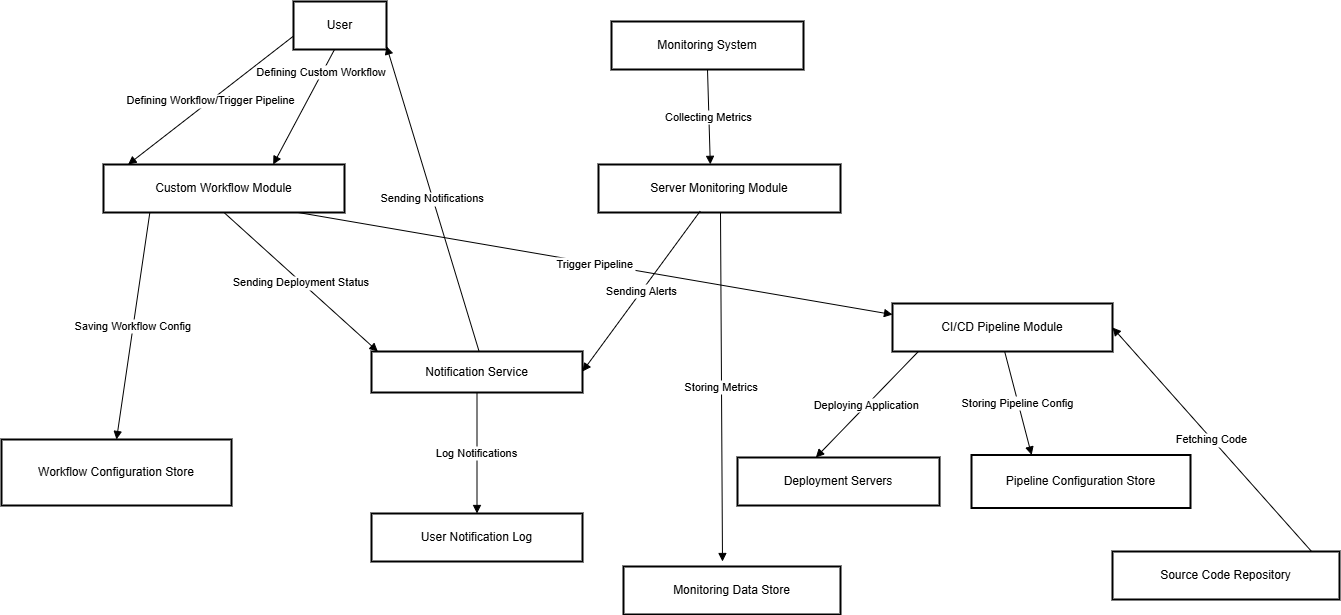 User
Monitoring System
Defining Custom Workflow
Defining Workflow/Trigger Pipeline
Collecting Metrics
Custom Workflow Module
Server Monitoring Module
Sending Notifications
Trigger Pipeline
Sending Deployment Status
Sending Alerts
Saving Workflow Config
CI/CD Pipeline Module
Notification Service
Storing Metrics
Deploying Application
Storing Pipeline Config
Fetching Code
Log Notifications
Workflow Configuration Store
Deployment Servers
Pipeline Configuration Store
User Notification Log
Source Code Repository
Monitoring Data Store